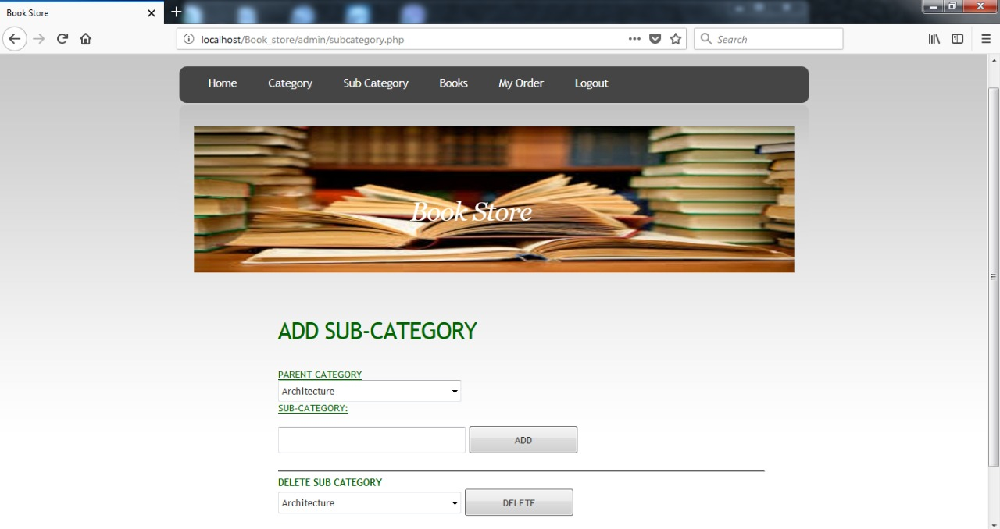 Book Store
localhost/Book_store/admin/subcategory.php
Search
Home Category Sub Category Books My Order Logout
Book Store
ADD SUB-CATEGORY
PARENT CATEGORY
Architecture
SUB-CATEGORY:
ADD
DELETE SUB CATEGORY
Architecture
DELETE